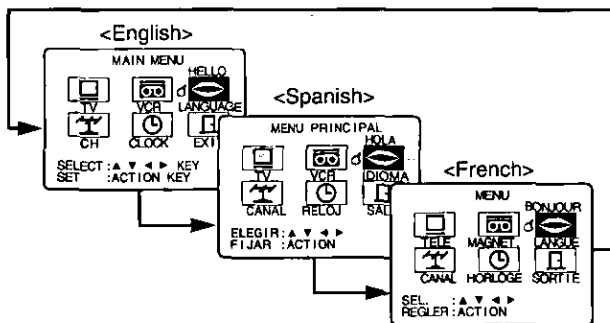 <English>
MAIN MENU
HELLO
TV VCR LANGUAGE
CH CLOCK EXIT
SELECT:▲ ▼ ◄ ► KEY
SET :ACTION KEY
<Spanish>
MENU PRINCIPAL
HOLA
TV VCR IDIOMA
CANAL RELOJ SAL
ELEGIR:▲ ▼ ◄ ►
FIJAR :ACTION
<French>
MENU
BONJOUR
TELE MAGNET LANGUE
CANAL HORLOGE SORTIE
SEL. :▲ ▼ ◄ ►
REGLER:ACTION